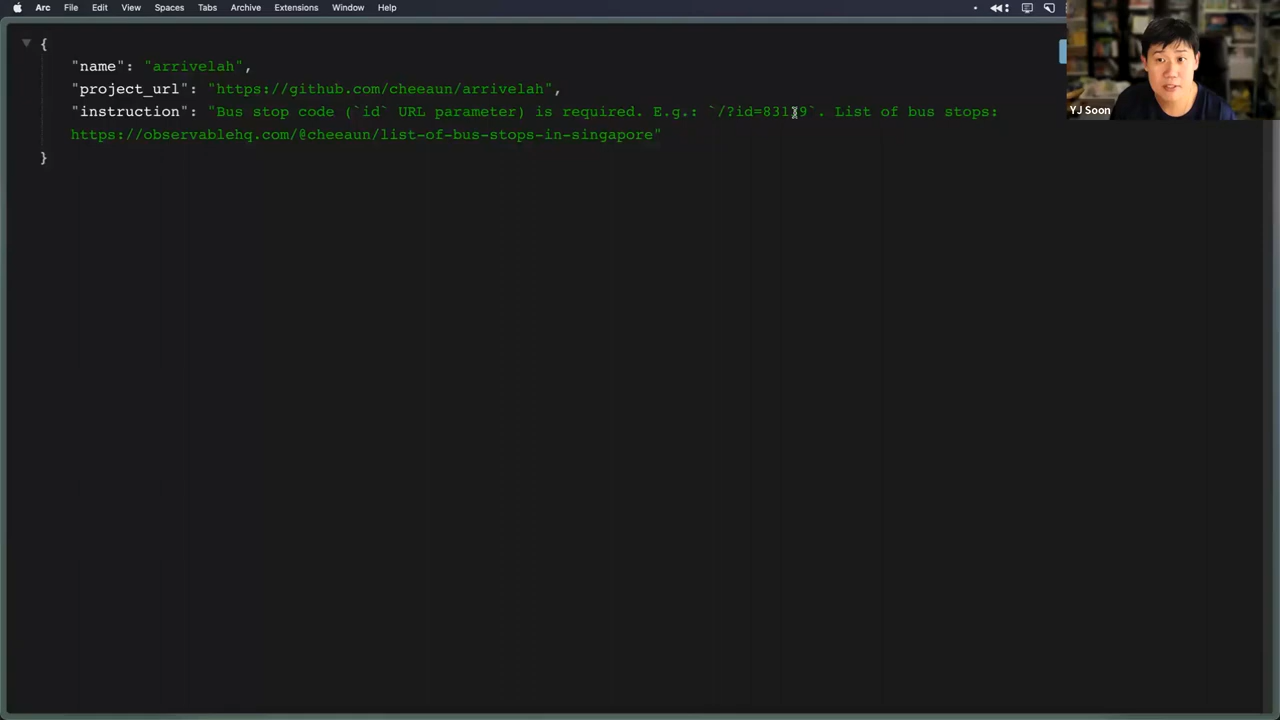 Arc File Edit View Spaces Tabs Archive Extensions Window Help
{
"name": "arrivelah",
"project_url": "https://github.com/cheeaun/arrivelah",
"instruction": "Bus stop code (`id` URL parameter) is required. E.g.: `/?id=83139`. List of bus stops:
https://observablehq.com/@cheeaun/list-of-bus-stops-in-singapore"
}
YJ Soon